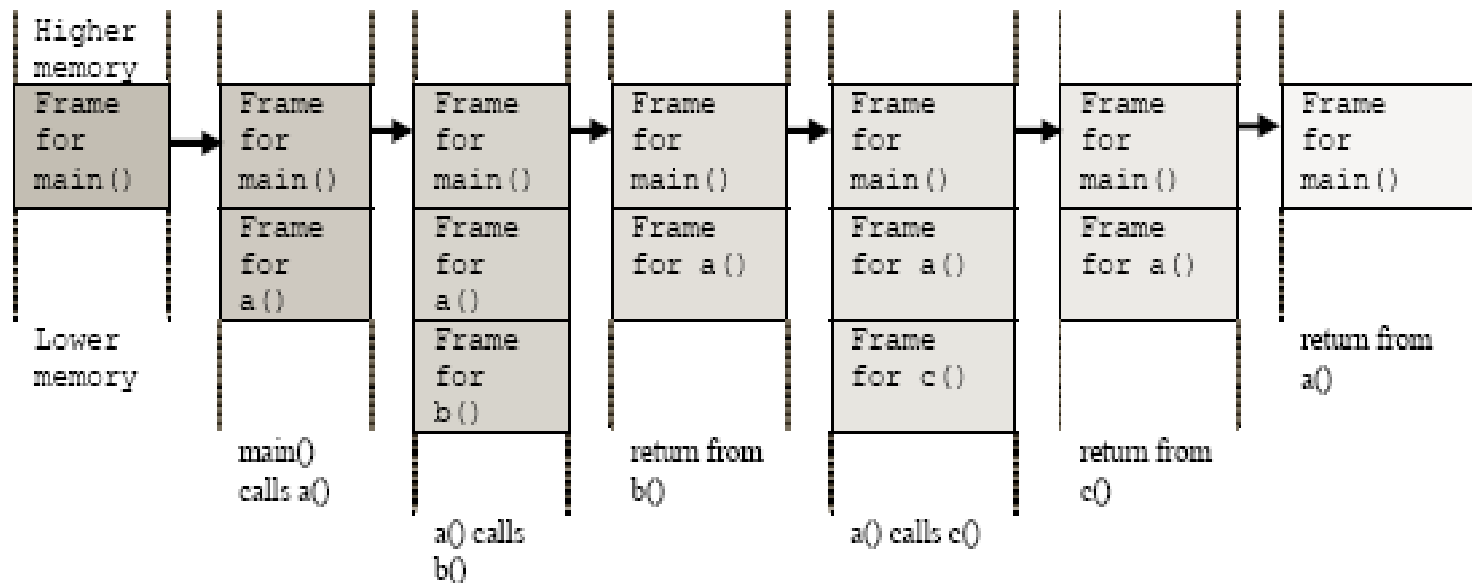 Higher
memory
Frame
for
main()
Lower
memory
Frame
for
main()
Frame
for
a()
main()
calls a()
Frame
for
main()
Frame
for
a()
Frame
for
b()
a() calls
b()
Frame
for
main()
Frame
for a()
return from
b()
Frame
for
main()
Frame
for a()
Frame
for c()
a() calls c()
Frame
for
main()
Frame
for a()
return from
c()
Frame
for
main()
return from
a()